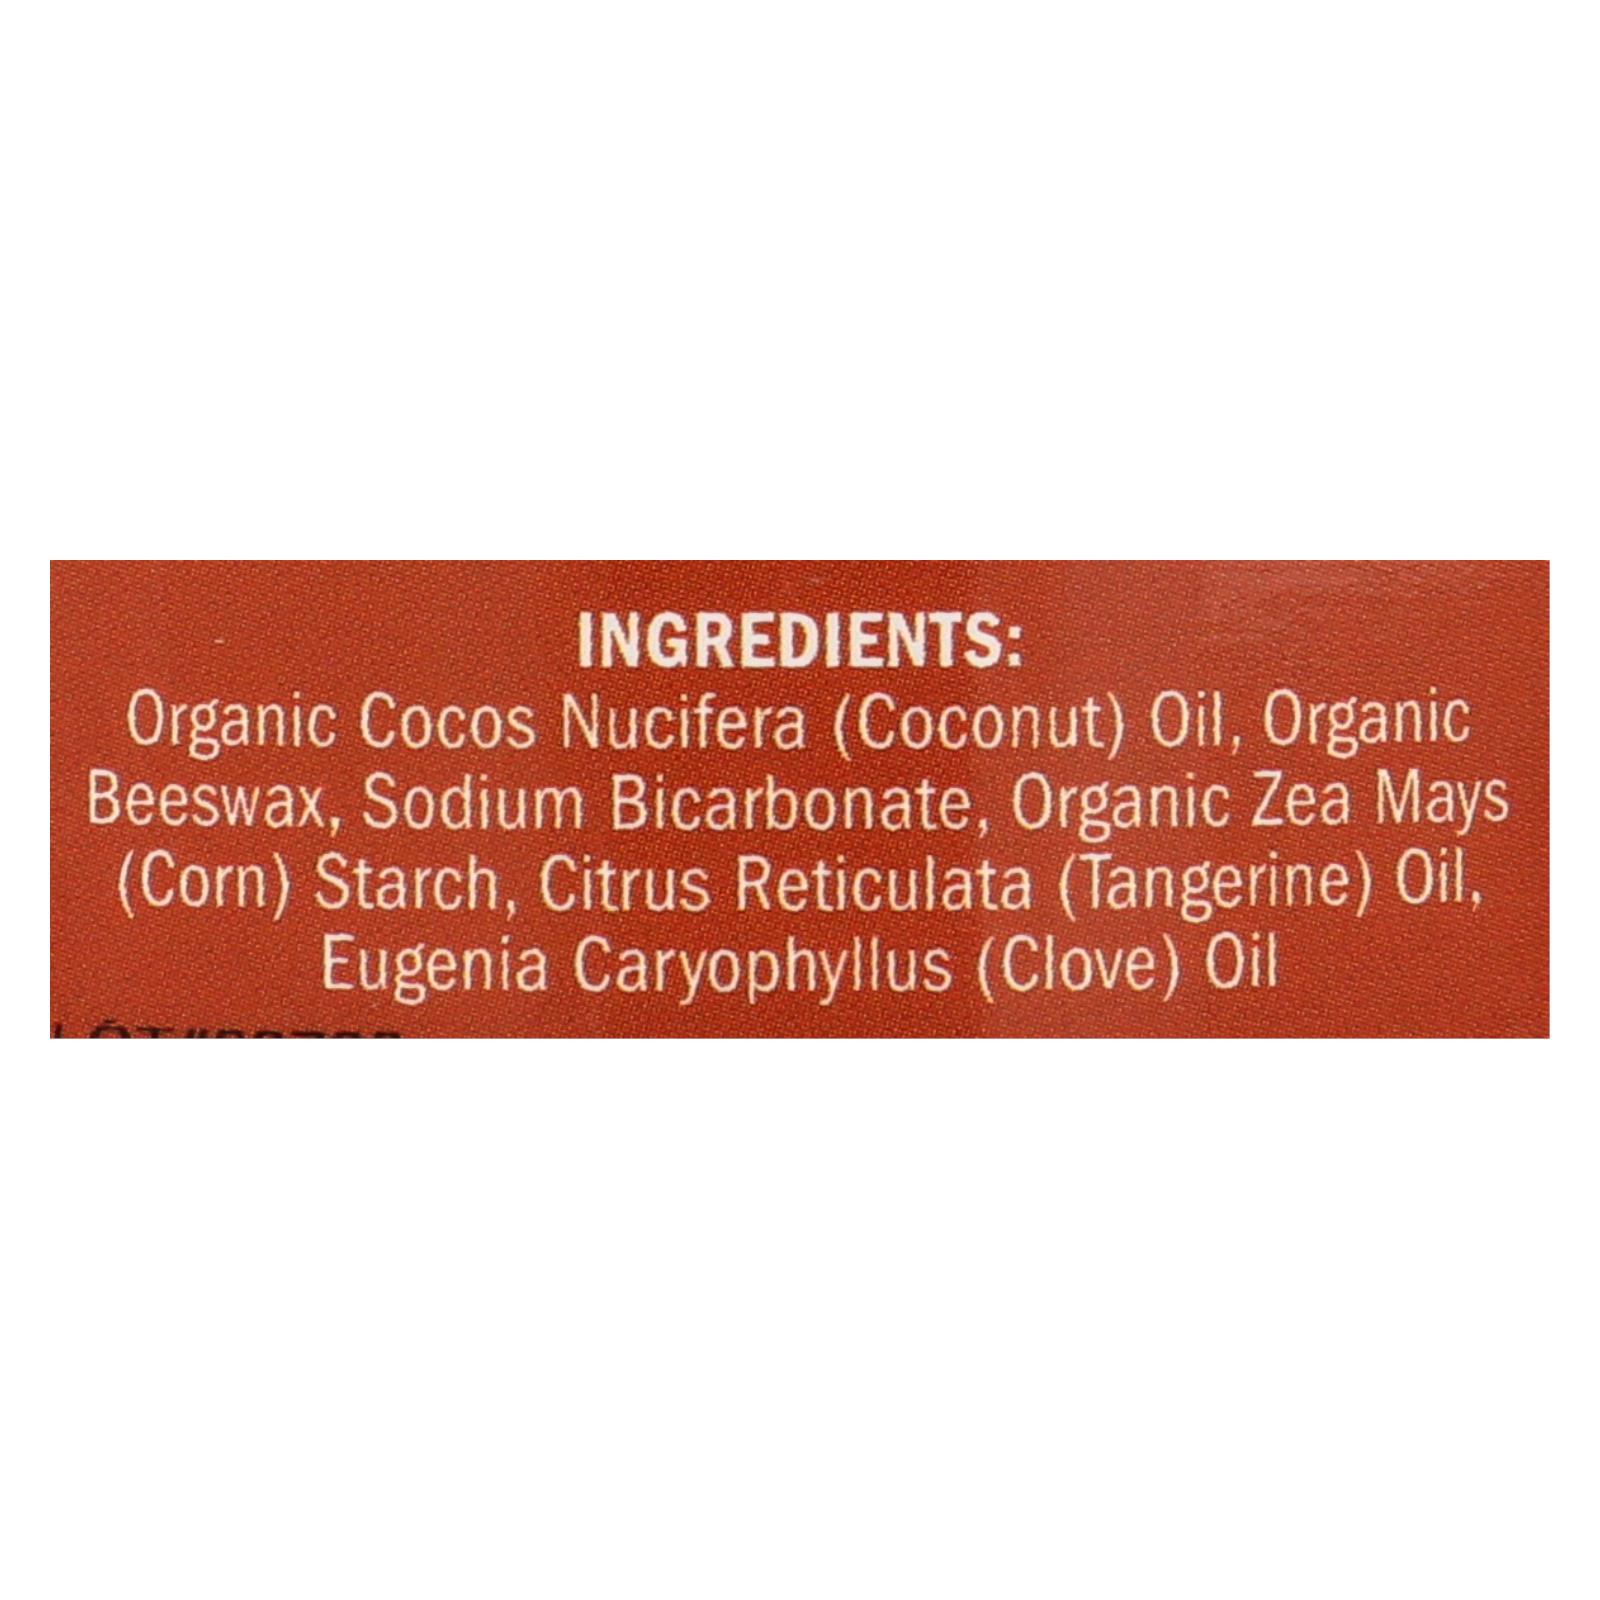 INGREDIENTS:
Organic Cocos Nucifera (Coconut) Oil, Organic
Beeswax, Sodium Bicarbonate, Organic Zea Mays
(Corn) Starch, Citrus Reticulata (Tangerine) Oil,
Eugenia Caryophyllus (Clove) Oil